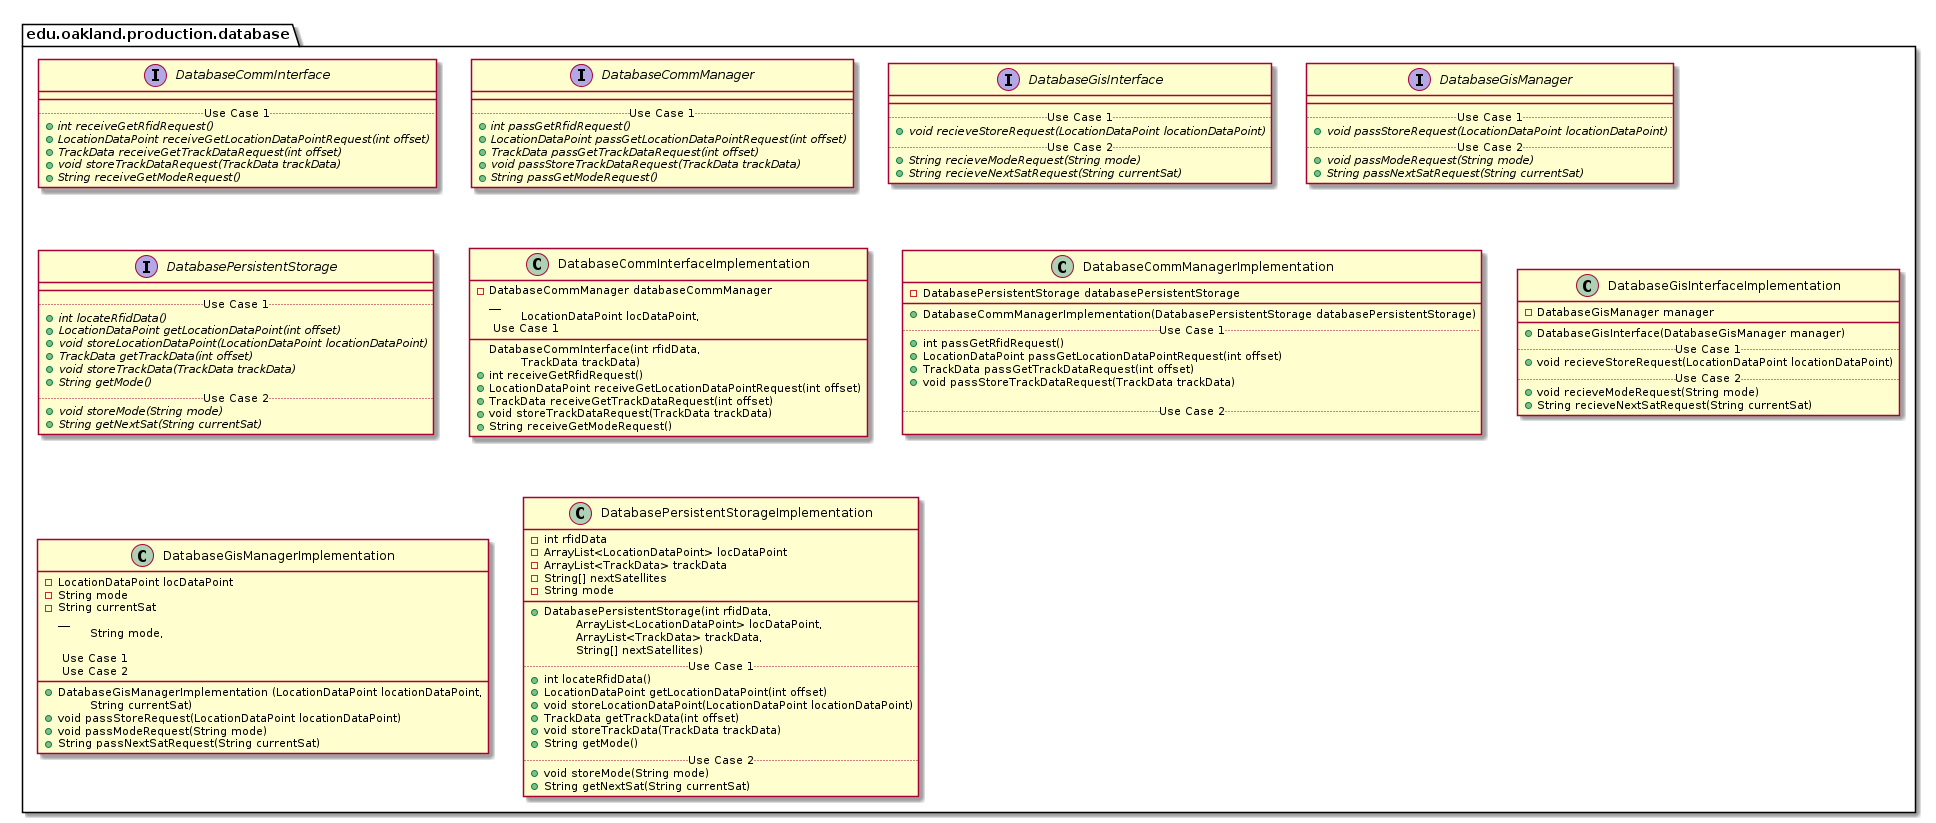 edu.oakland.production.database
I DatabaseCommInterface
Use Case 1
int receiveGetRfidRequest()
LocationDataPoint receiveGetLocationDataPointRequest(int offset)
TrackData receiveGetTrackDataRequest(int offset)
void storeTrackDataRequest(TrackData trackData)
String receiveGetModeRequest()
I DatabaseCommManager
Use Case 1
int passGetRfidRequest()
LocationDataPoint passGetLocationDataPointRequest(int offset)
TrackData passGetTrackDataRequest(int offset)
void passStoreTrackDataRequest(TrackData trackData)
String passGetModeRequest()
I DatabaseGisInterface
Use Case 1
void recieveStoreRequest(LocationDataPoint locationDataPoint)
Use Case 2
String recieveModeRequest(String mode)
String recieveNextSatRequest(String currentSat)
I DatabaseGisManager
Use Case 1
void passStoreRequest(LocationDataPoint locationDataPoint)
Use Case 2
void passModeRequest(String mode)
String passNextSatRequest(String currentSat)
I DatabasePersistentStorage
Use Case 1
int locateRfidData()
LocationDataPoint getLocationDataPoint(int offset)
void storeLocationDataPoint(LocationDataPoint locationDataPoint)
TrackData getTrackData(int offset)
void storeTrackData(TrackData trackData)
String getMode()
Use Case 2
void storeMode(String mode)
String getNextSat(String currentSat)
C DatabaseCommInterfaceImplementation
DatabaseCommManager databaseCommManager
__
LocationDataPoint locDataPoint,
Use Case 1
DatabaseCommInterface(int rfidData,
TrackData trackData)
int receiveGetRfidRequest()
LocationDataPoint receiveGetLocationDataPointRequest(int offset)
TrackData receiveGetTrackDataRequest(int offset)
void storeTrackDataRequest(TrackData trackData)
String receiveGetModeRequest()
C DatabaseCommManagerImplementation
DatabasePersistentStorage databasePersistentStorage
DatabaseCommManagerImplementation(DatabasePersistentStorage databasePersistentStorage)
Use Case 1
int passGetRfidRequest()
LocationDataPoint passGetLocationDataPointRequest(int offset)
TrackData passGetTrackDataRequest(int offset)
void passStoreTrackDataRequest(TrackData trackData)
Use Case 2
C DatabaseGisInterfaceImplementation
DatabaseGisManager manager
DatabaseGisInterface(DatabaseGisManager manager)
Use Case 1
void recieveStoreRequest(LocationDataPoint locationDataPoint)
Use Case 2
void recieveModeRequest(String mode)
String recieveNextSatRequest(String currentSat)
C DatabaseGisManagerImplementation
LocationDataPoint locDataPoint
String mode
String currentSat
__
String mode,
Use Case 1
Use Case 2
DatabaseGisManagerImplementation (LocationDataPoint locationDataPoint,
String currentSat)
void passStoreRequest(LocationDataPoint locationDataPoint)
void passModeRequest(String mode)
String passNextSatRequest(String currentSat)
C DatabasePersistentStorageImplementation
int rfidData
ArrayList<LocationDataPoint> locDataPoint
ArrayList<TrackData> trackData
String[] nextSatellites
String mode
DatabasePersistentStorage(int rfidData,
ArrayList<LocationDataPoint> locDataPoint,
ArrayList<TrackData> trackData,
String[] nextSatellites)
Use Case 1
int locateRfidData()
LocationDataPoint getLocationDataPoint(int offset)
void storeLocationDataPoint(LocationDataPoint locationDataPoint)
TrackData getTrackData(int offset)
void storeTrackData(TrackData trackData)
String getMode()
Use Case 2
void storeMode(String mode)
String getNextSat(String currentSat)